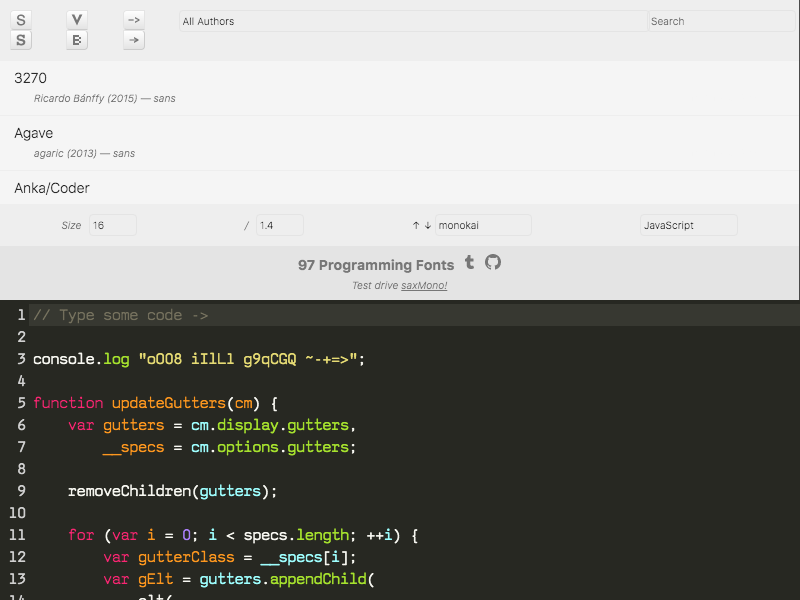 S V -> All Authors Search
S B →
3270
Ricardo Bánffy (2015) — sans
Agave
agaric (2013) — sans
Anka/Coder
Size 16 / 1.4 ↑ ↓ monokai JavaScript
97 Programming Fonts t
Test drive saxMono!
1 // Type some code ->
2
3 console.log "oO08 iIlL1 g9qCGQ ~-+=>";
4
5 function updateGutters(cm) {
6 var gutters = cm.display.gutters,
7 __specs = cm.options.gutters;
8
9 removeChildren(gutters);
10
11 for (var i = 0; i < specs.length; ++i) {
12 var gutterClass = __specs[i];
13 var gElt = gutters.appendChild(
14 elt(